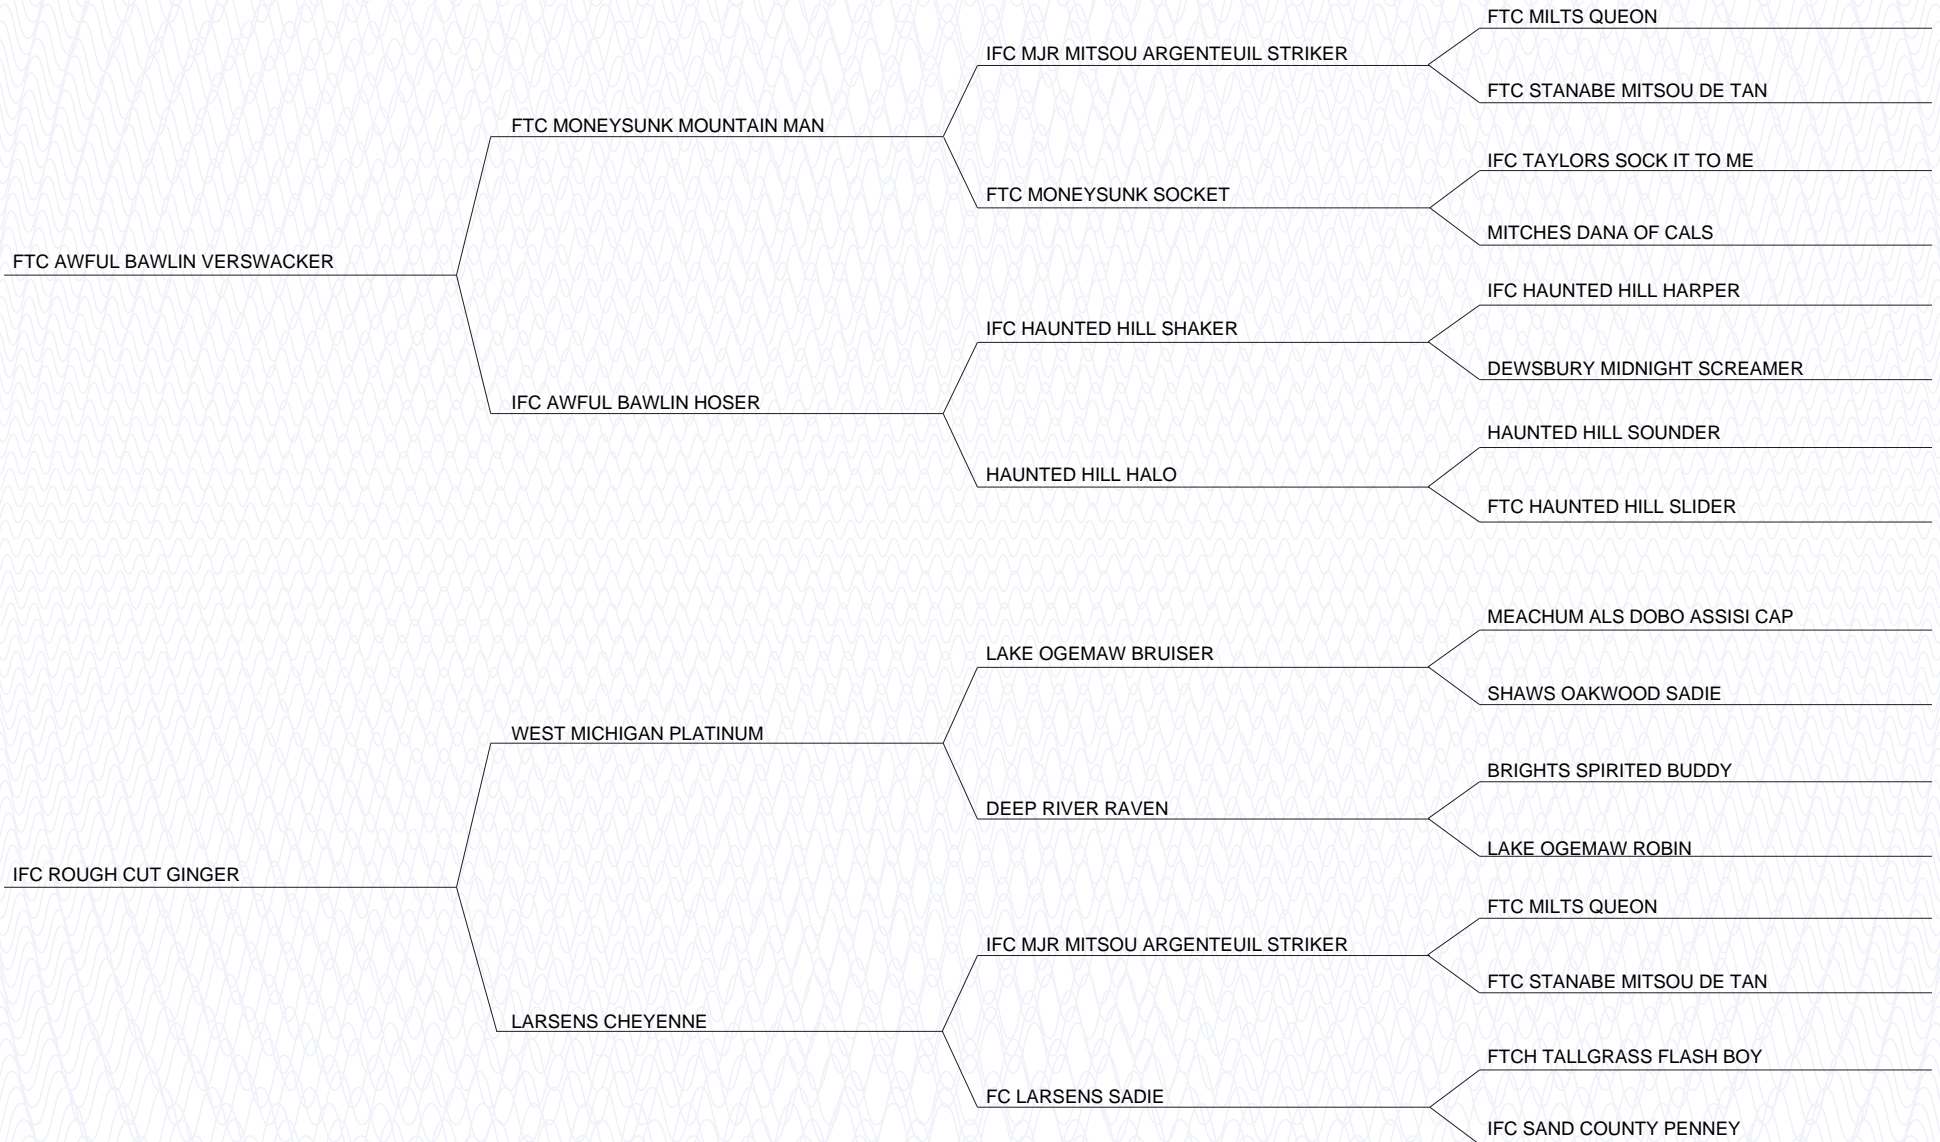 FTC MILTS QUEON
IFC MJR MITSOU ARGENTEUIL STRIKER
FTC STANABE MITSOU DE TAN
FTC MONEYSUNK MOUNTAIN MAN
IFC TAYLORS SOCK IT TO ME
FTC MONEYSUNK SOCKET
MITCHES DANA OF CALS
FTC AWFUL BAWLIN VERSWACKER
IFC HAUNTED HILL HARPER
IFC HAUNTED HILL SHAKER
DEWSBURY MIDNIGHT SCREAMER
IFC AWFUL BAWLIN HOSER
HAUNTED HILL SOUNDER
HAUNTED HILL HALO
FTC HAUNTED HILL SLIDER
MEACHUM ALS DOBO ASSISI CAP
LAKE OGEMAW BRUISER
SHAWS OAKWOOD SADIE
WEST MICHIGAN PLATINUM
BRIGHTS SPIRITED BUDDY
DEEP RIVER RAVEN
LAKE OGEMAW ROBIN
IFC ROUGH CUT GINGER
FTC MILTS QUEON
IFC MJR MITSOU ARGENTEUIL STRIKER
FTC STANABE MITSOU DE TAN
LARSENS CHEYENNE
FTCH TALLGRASS FLASH BOY
FC LARSENS SADIE
IFC SAND COUNTY PENNEY